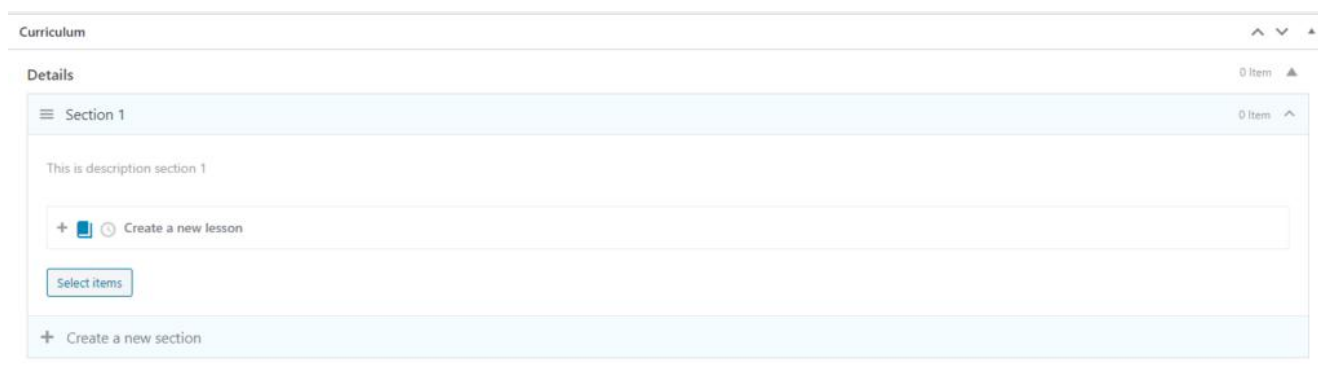 Curriculum
Details
0 Item
Section 1
0 Item
This is description section 1
Create a new lesson
Select items
Create a new section